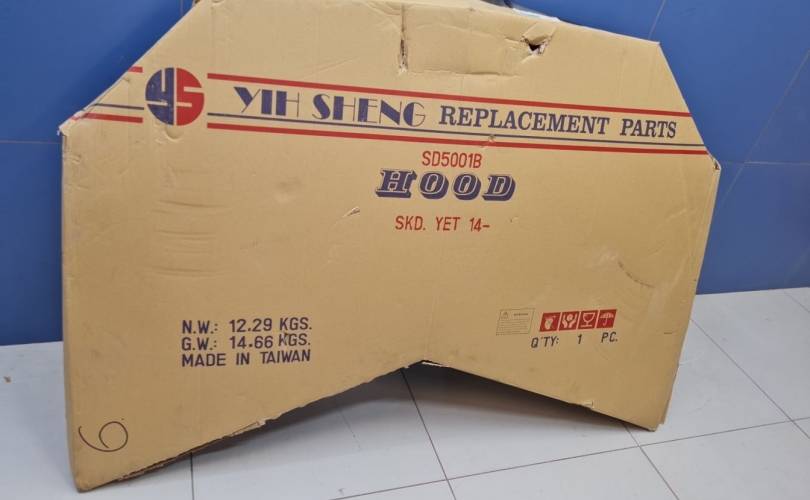 YS YIH SHENG REPLACEMENT PARTS
SD5001B
HOOD
SKD. YET 14-
N.W.: 12.29 KGS.
G.W.: 14.66 KGS.
MADE IN TAIWAN
Q'TY: 1 PC.
6